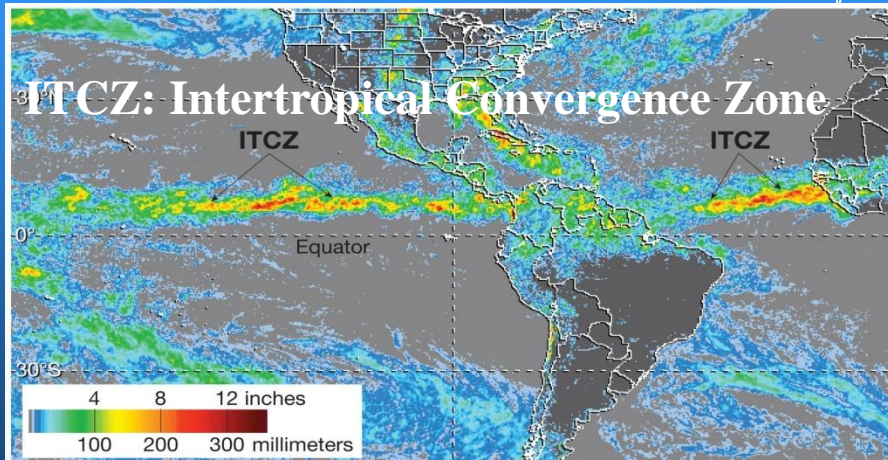 ITCZ: Intertropical Convergence Zone
ITCZ
ITCZ
0°
Equator
30°S
4 8 12 inches
100 200 300 millimeters